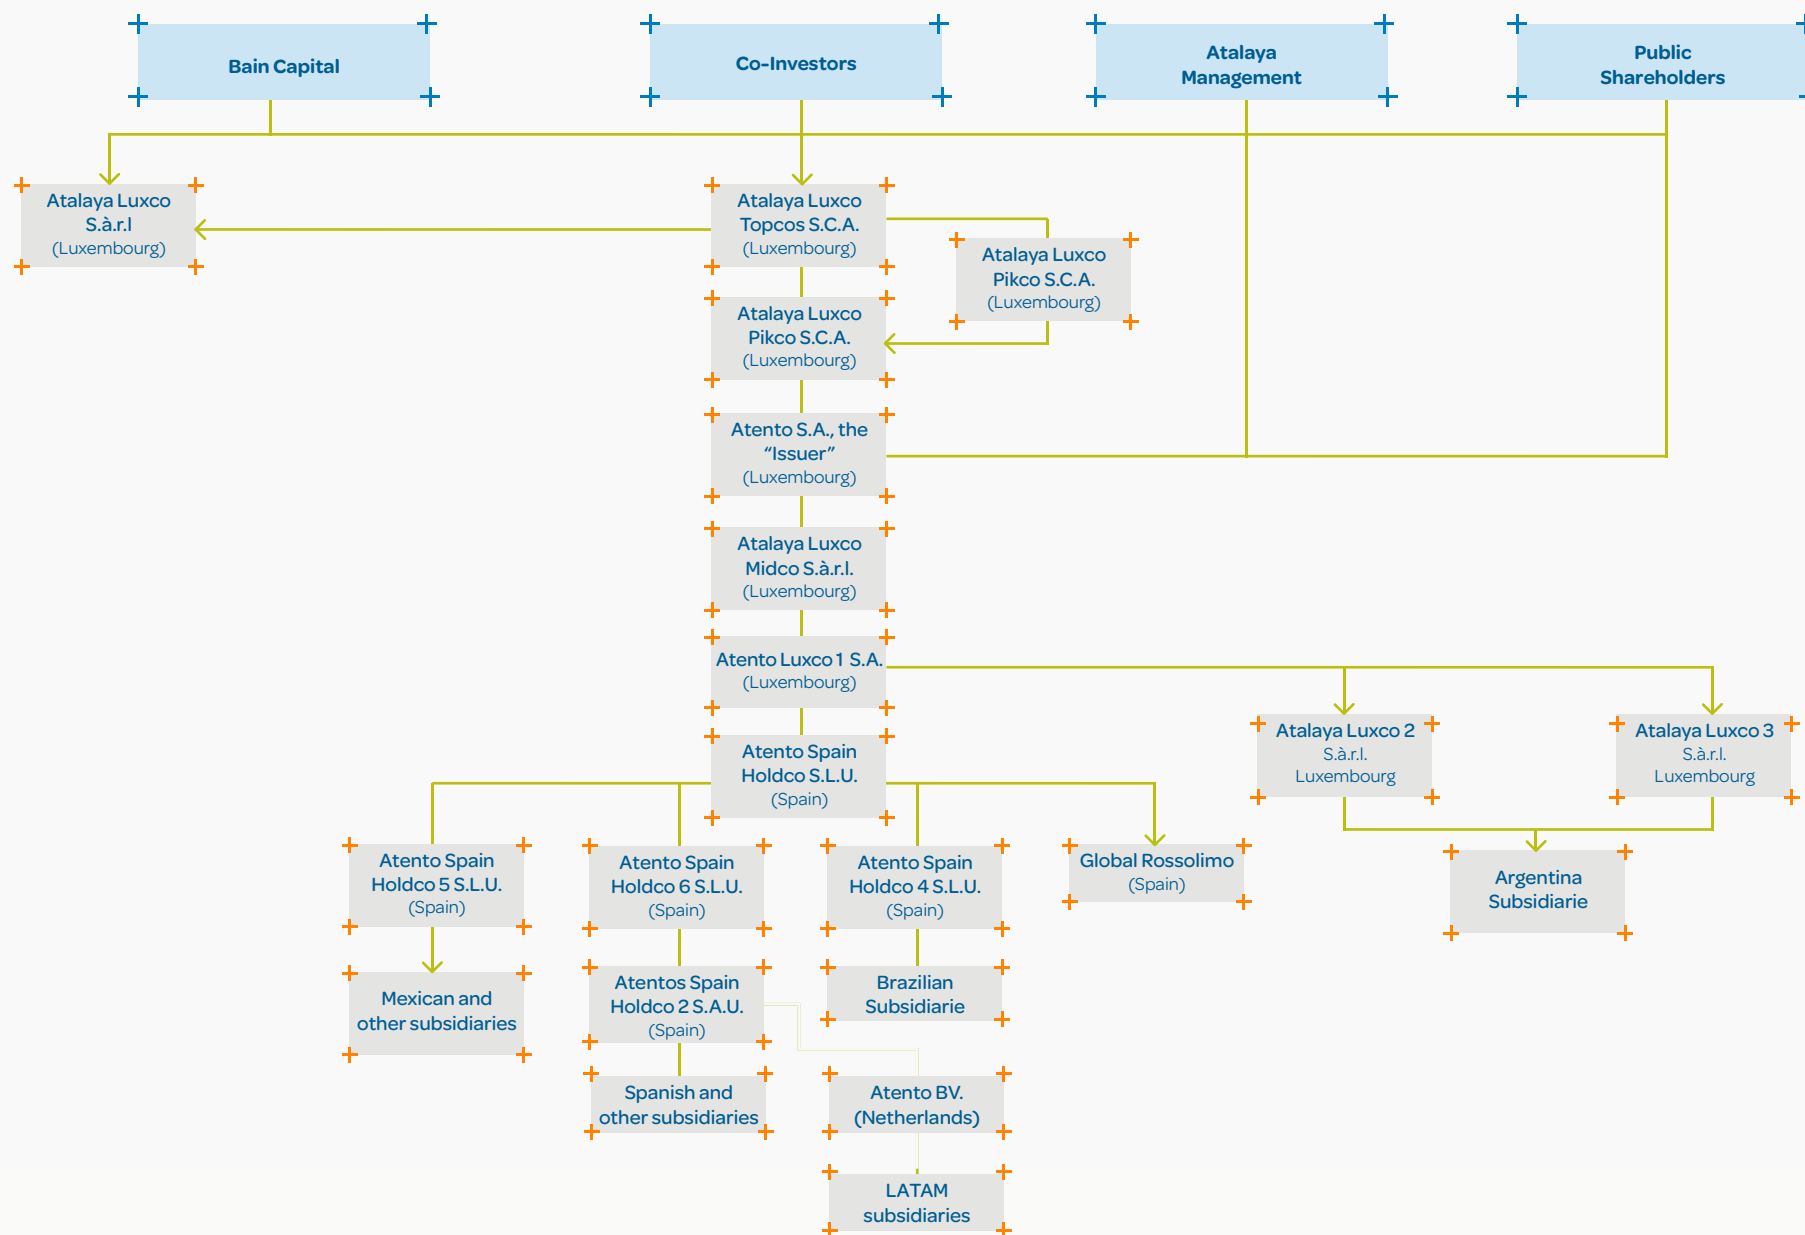 Bain Capital
Co-Investors
Atalaya
Management
Public
Shareholders
Atalaya Luxco
S.à.r.l
(Luxembourg)
Atalaya Luxco
Topcos S.C.A.
(Luxembourg)
Atalaya Luxco
Pikco S.C.A.
(Luxembourg)
Atalaya Luxco
Pikco S.C.A.
(Luxembourg)
Atento S.A., the
“Issuer”
(Luxembourg)
Atalaya Luxco
Midco S.à.r.l.
(Luxembourg)
Atento Luxco 1 S.A.
(Luxembourg)
Atalaya Luxco 2
S.à.r.l.
Luxembourg
Atalaya Luxco 3
S.à.r.l.
Luxembourg
Atento Spain
Holdco S.L.U.
(Spain)
Atento Spain
Holdco 5 S.L.U.
(Spain)
Atento Spain
Holdco 6 S.L.U.
(Spain)
Atento Spain
Holdco 4 S.L.U.
(Spain)
Global Rossolimo
(Spain)
Argentina
Subsidiarie
Mexican and
other subsidiaries
Atentos Spain
Holdco 2 S.A.U.
(Spain)
Brazilian
Subsidiarie
Spanish and
other subsidiaries
Atento BV.
(Netherlands)
LATAM
subsidiaries